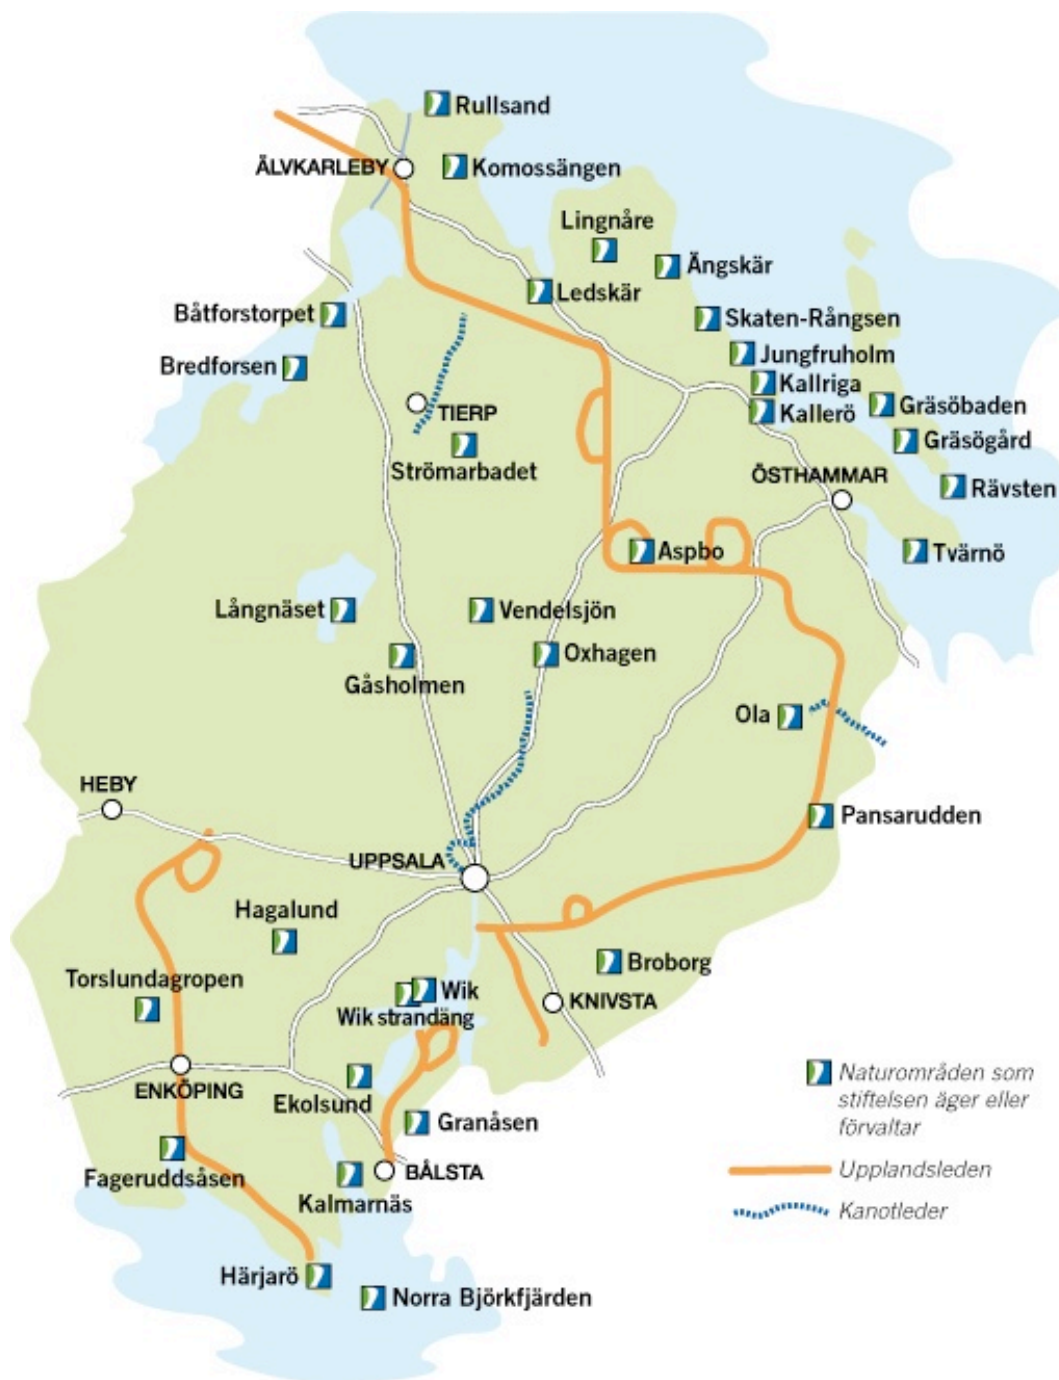 Rullsand
ÄLVKARLEBY
Komossängen
Lingnåre
Ängskär
Ledskär
Båtforstorpet
Skaten-Rångsen
Jungfruholm
Bredforsen
Kallriga
Kallerö
Gräsöbaden
TIERP
Gräsögård
Strömarbadet
ÖSTHAMMAR
Rävsten
Aspbo
Tvärnö
Långnäset
Vendelsjön
Oxhagen
Gåsholmen
Ola
HEBY
Pansarudden
UPPSALA
Hagalund
Broborg
Torslundagropen
Wik
KNIVSTA
Wik strandäng
ENKÖPING
Ekolsund
Granåsen
Fageruddsåsen
BÅLSTA
Kalmarnäs
Härjarö
Norra Björkfjärden
Naturområden som
stiftelsen äger eller
förvaltar
Upplandsleden
Kanotleder